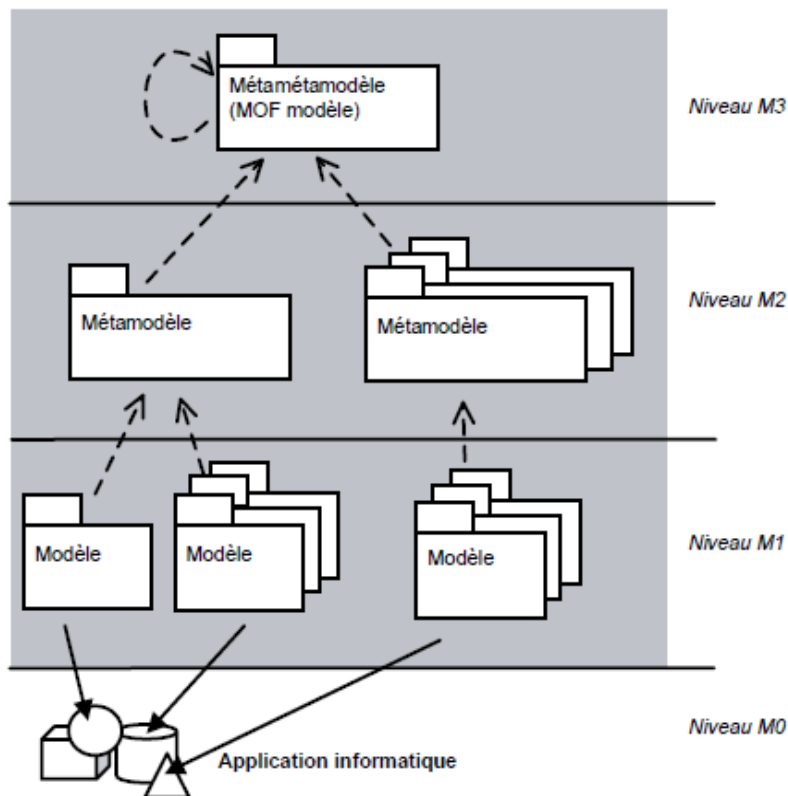 Métamétamodèle
(MOF modèle)
Niveau M3
Métamodèle
Métamodèle
Niveau M2
Modèle
Modèle
Modèle
Niveau M1
Application informatique
Niveau M0